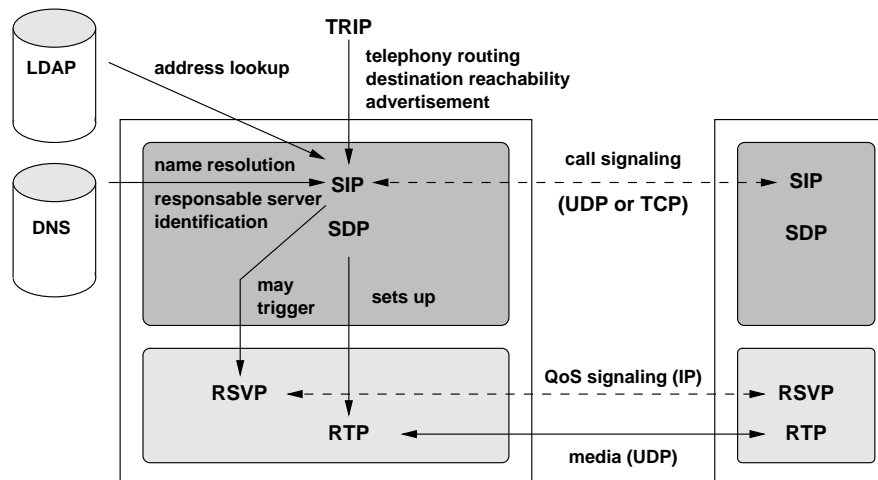 TRIP
LDAP
address lookup
telephony routing
destination reachability
advertisement
name resolution
SIP
call signaling
SIP
DNS
responsable server
identification
SDP
(UDP or TCP)
SDP
may
trigger
sets up
RSVP
QoS signaling (IP)
RSVP
RTP
media (UDP)
RTP